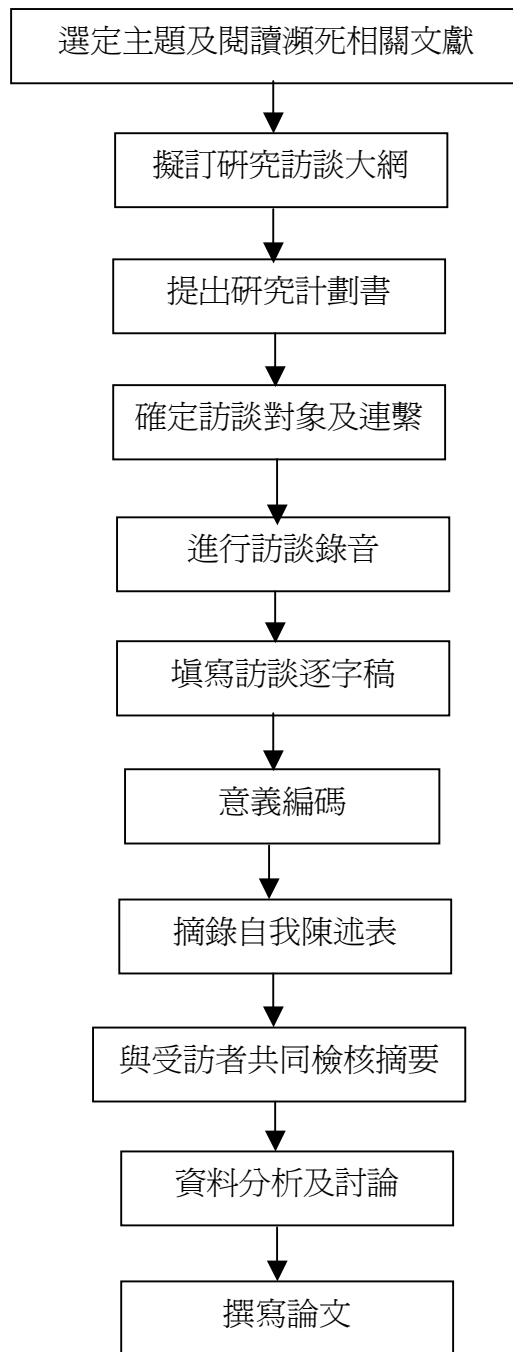 選定主題及閱讀瀕死相關文獻
擬訂研究訪談大網
提出研究計劃書
確定訪談對象及連繫
進行訪談錄音
填寫訪談逐字稿
意義編碼
摘錄自我陳述表
與受訪者共同檢核摘要
資料分析及討論
撰寫論文